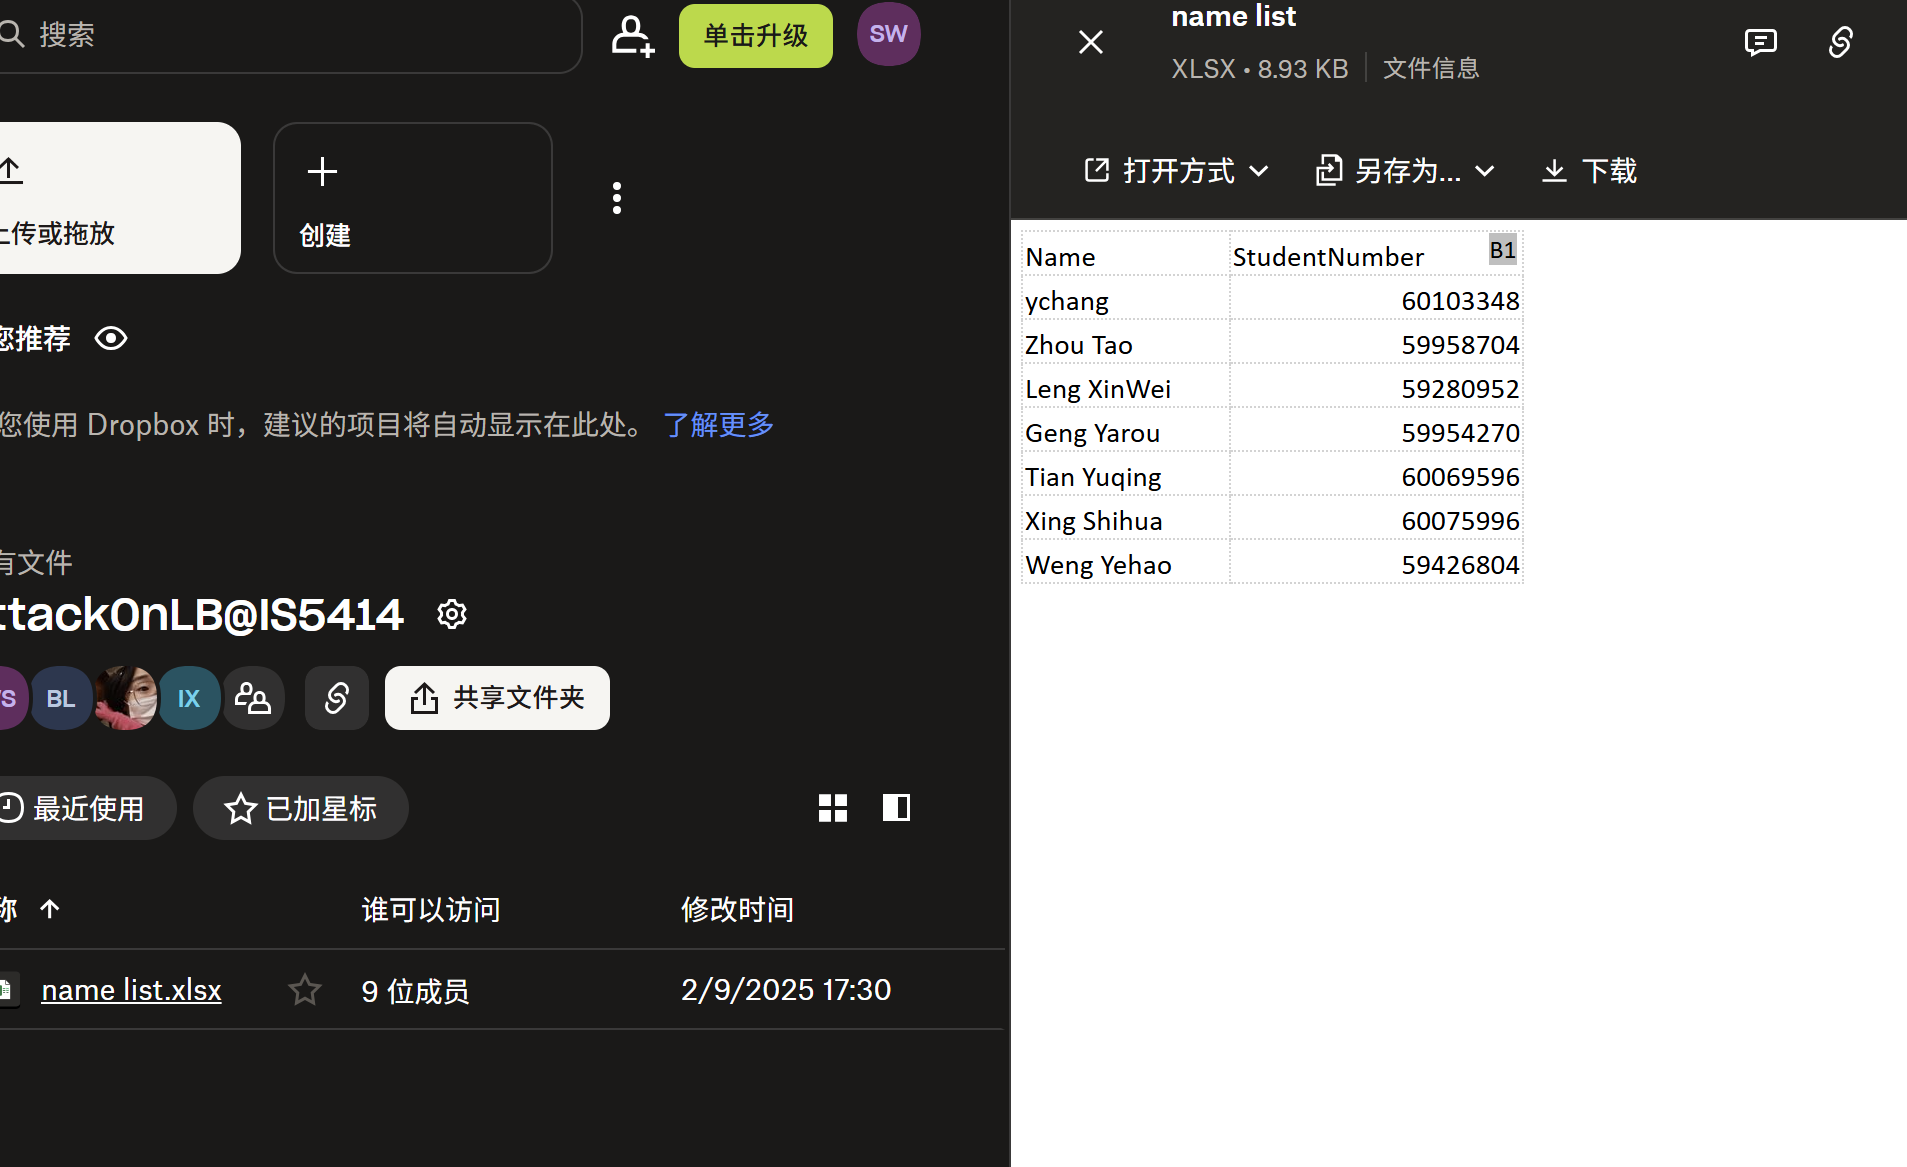 搜索
单击升级
SW
上传或拖放
创建
您推荐
您使用 Dropbox 时，建议的项目将自动显示在此处。 了解更多
有文件
ttackOnLB@IS5414
BL
IX
共享文件夹
最近使用
已加星标
称
谁可以访问
修改时间
name list.xlsx
9 位成员
2/9/2025 17:30
name list
XLSX • 8.93 KB
文件信息
打开方式
另存为...
下载
Name StudentNumber B1
ychang 60103348
Zhou Tao 59958704
Leng XinWei 59280952
Geng Yarou 59954270
Tian Yuqing 60069596
Xing Shihua 60075996
Weng Yehao 59426804